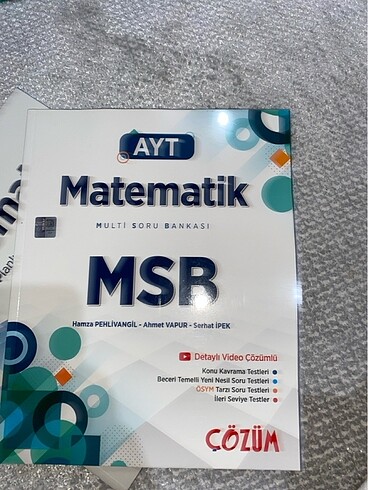 AYT
Matematik
MULTİ SORU BANKASI
MSB
Hamza PEHLİVANGİL - Ahmet VAPUR - Serhat İPEK
Detaylı Video Çözümlü
Konu Kavrama Testleri
Beceri Temelli Yeni Nesil Soru Testleri
ÖSYM Tarzı Soru Testleri
İleri Seviye Testler
ÇÖZÜM